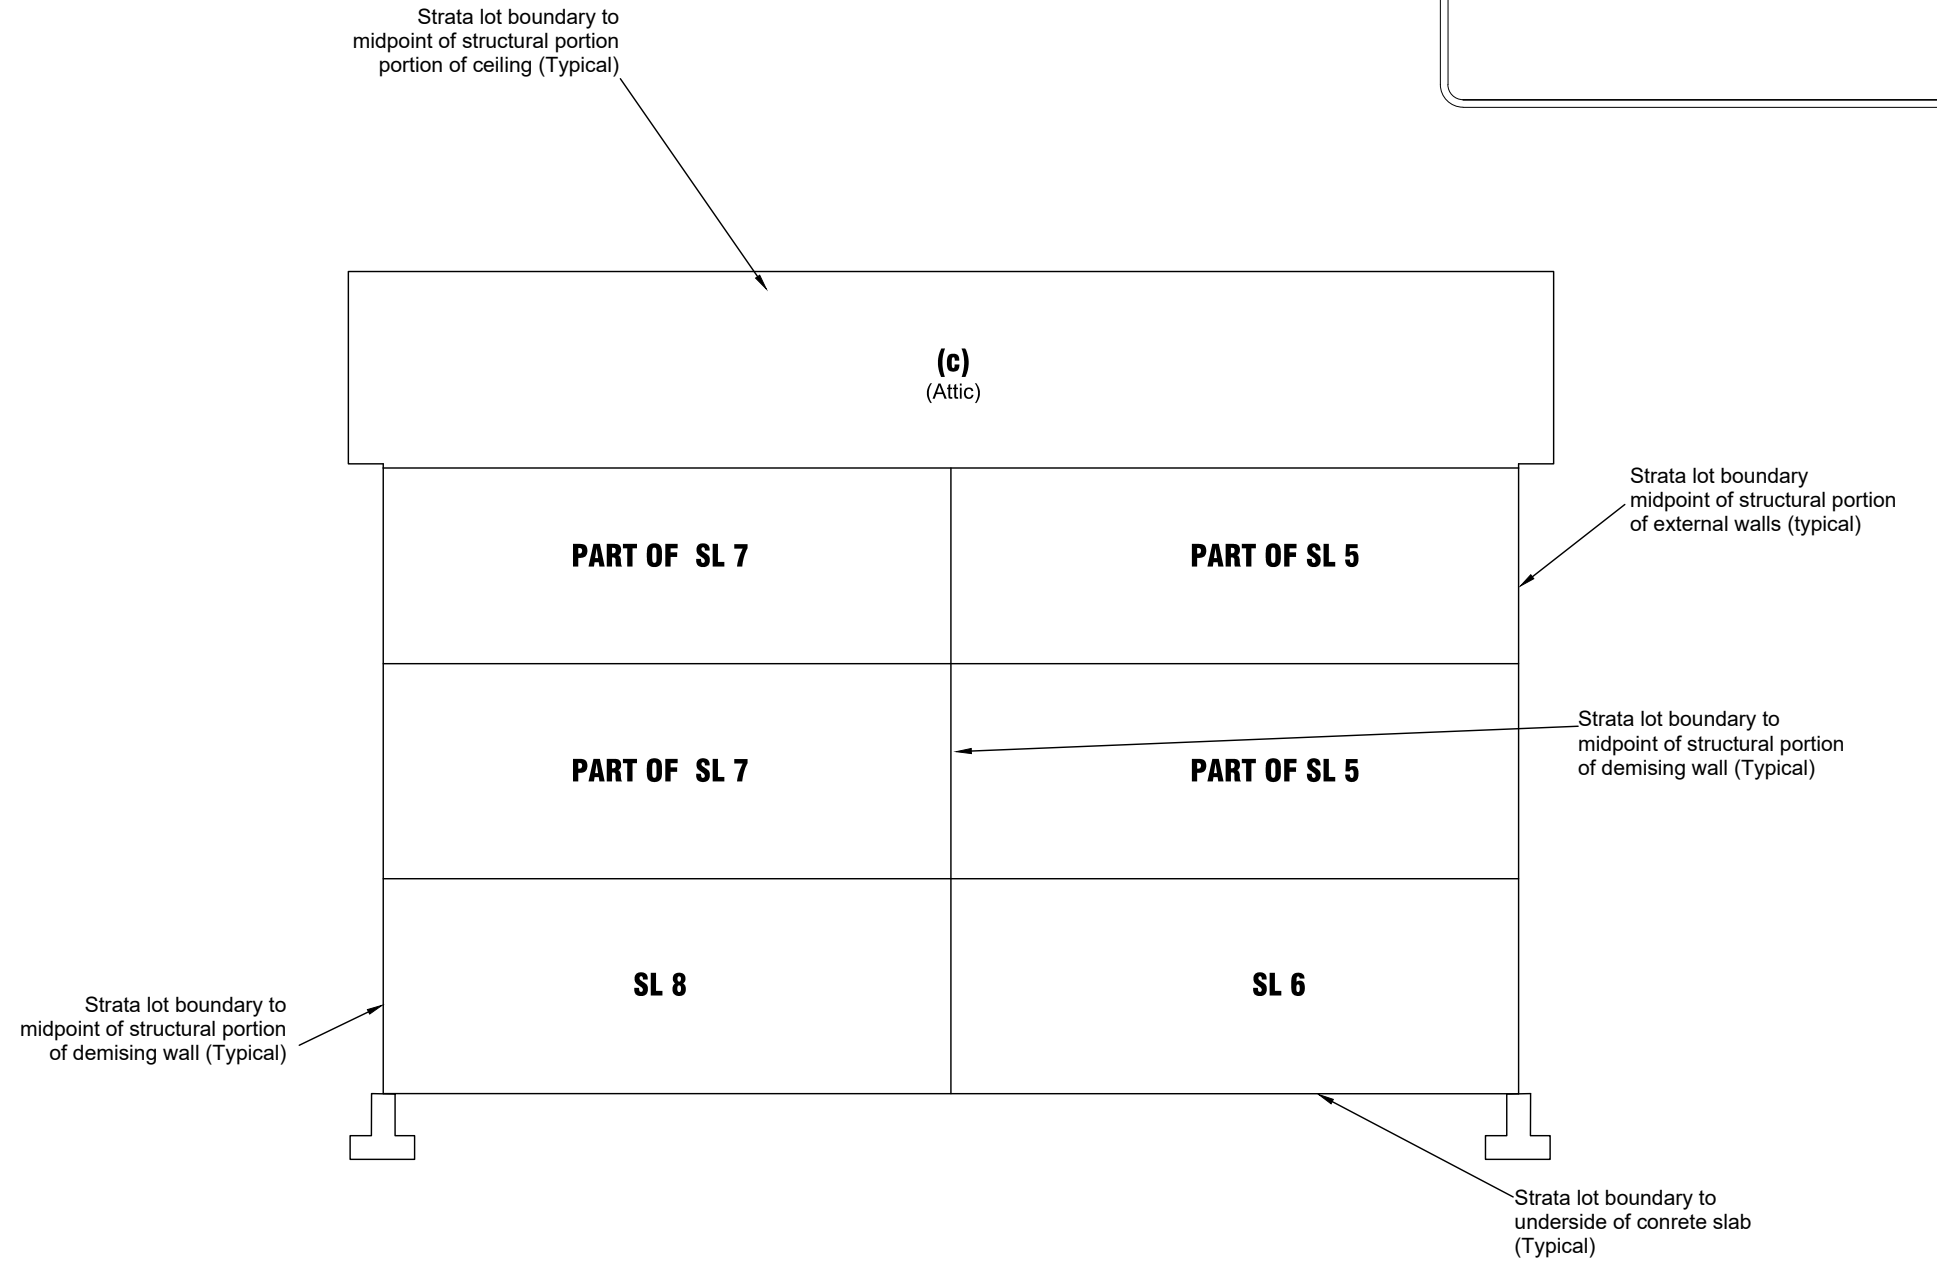 Strata lot boundary to
midpoint of structural portion
portion of ceiling (Typical)
(c)
(Attic)
Strata lot boundary
midpoint of structural portion
of external walls (typical)
PART OF SL 7
PART OF SL 5
Strata lot boundary to
midpoint of structural portion
of demising wall (Typical)
PART OF SL 7
PART OF SL 5
SL 8
SL 6
Strata lot boundary to
midpoint of structural portion
of demising wall (Typical)
Strata lot boundary to
underside of conrete slab
(Typical)